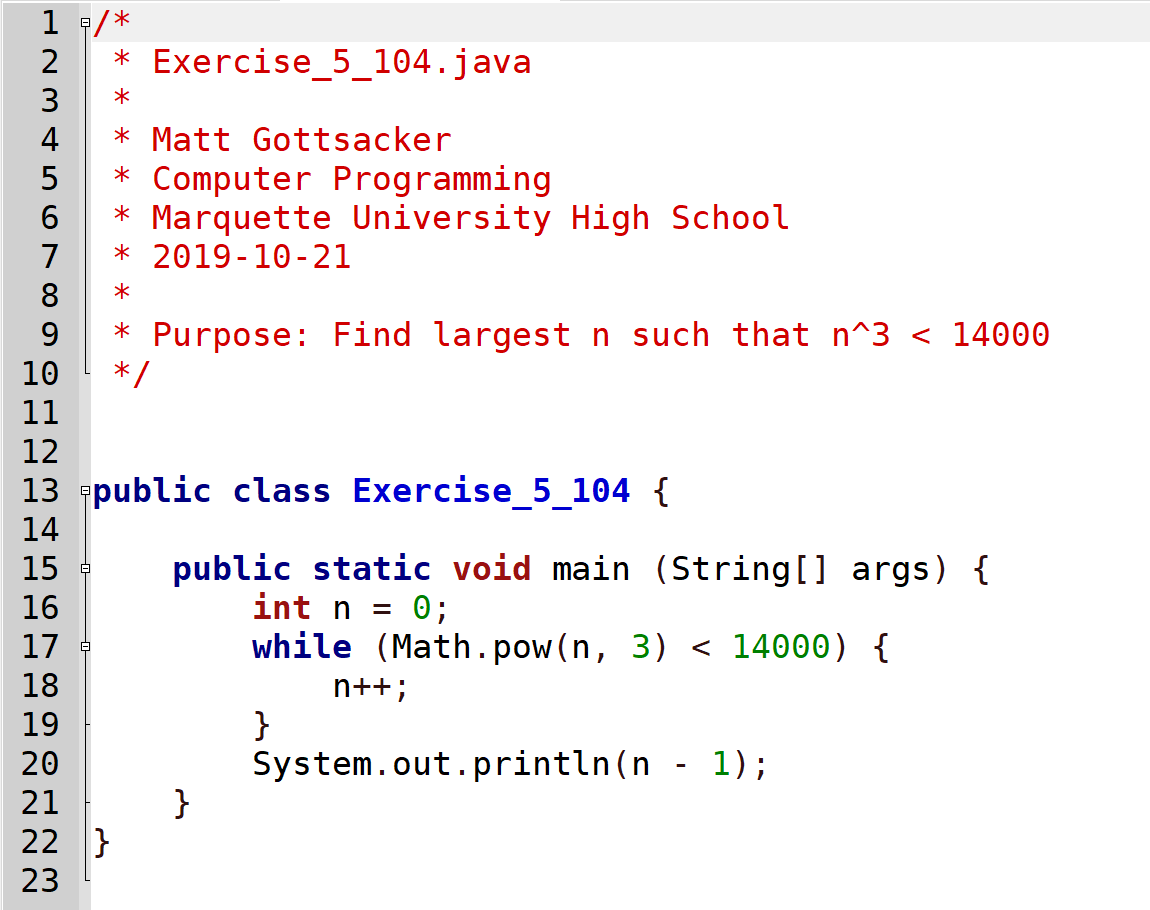 1 /*
2  * Exercise_5_104.java
3  *
4  * Matt Gottsacker
5  * Computer Programming
6  * Marquette University High School
7  * 2019-10-21
8  *
9  * Purpose: Find largest n such that n^3 < 14000
10  */
11
12
13 public class Exercise_5_104 {
14
15     public static void main (String[] args) {
16         int n = 0;
17         while (Math.pow(n, 3) < 14000) {
18             n++;
19         }
20         System.out.println(n - 1);
21     }
22 }
23